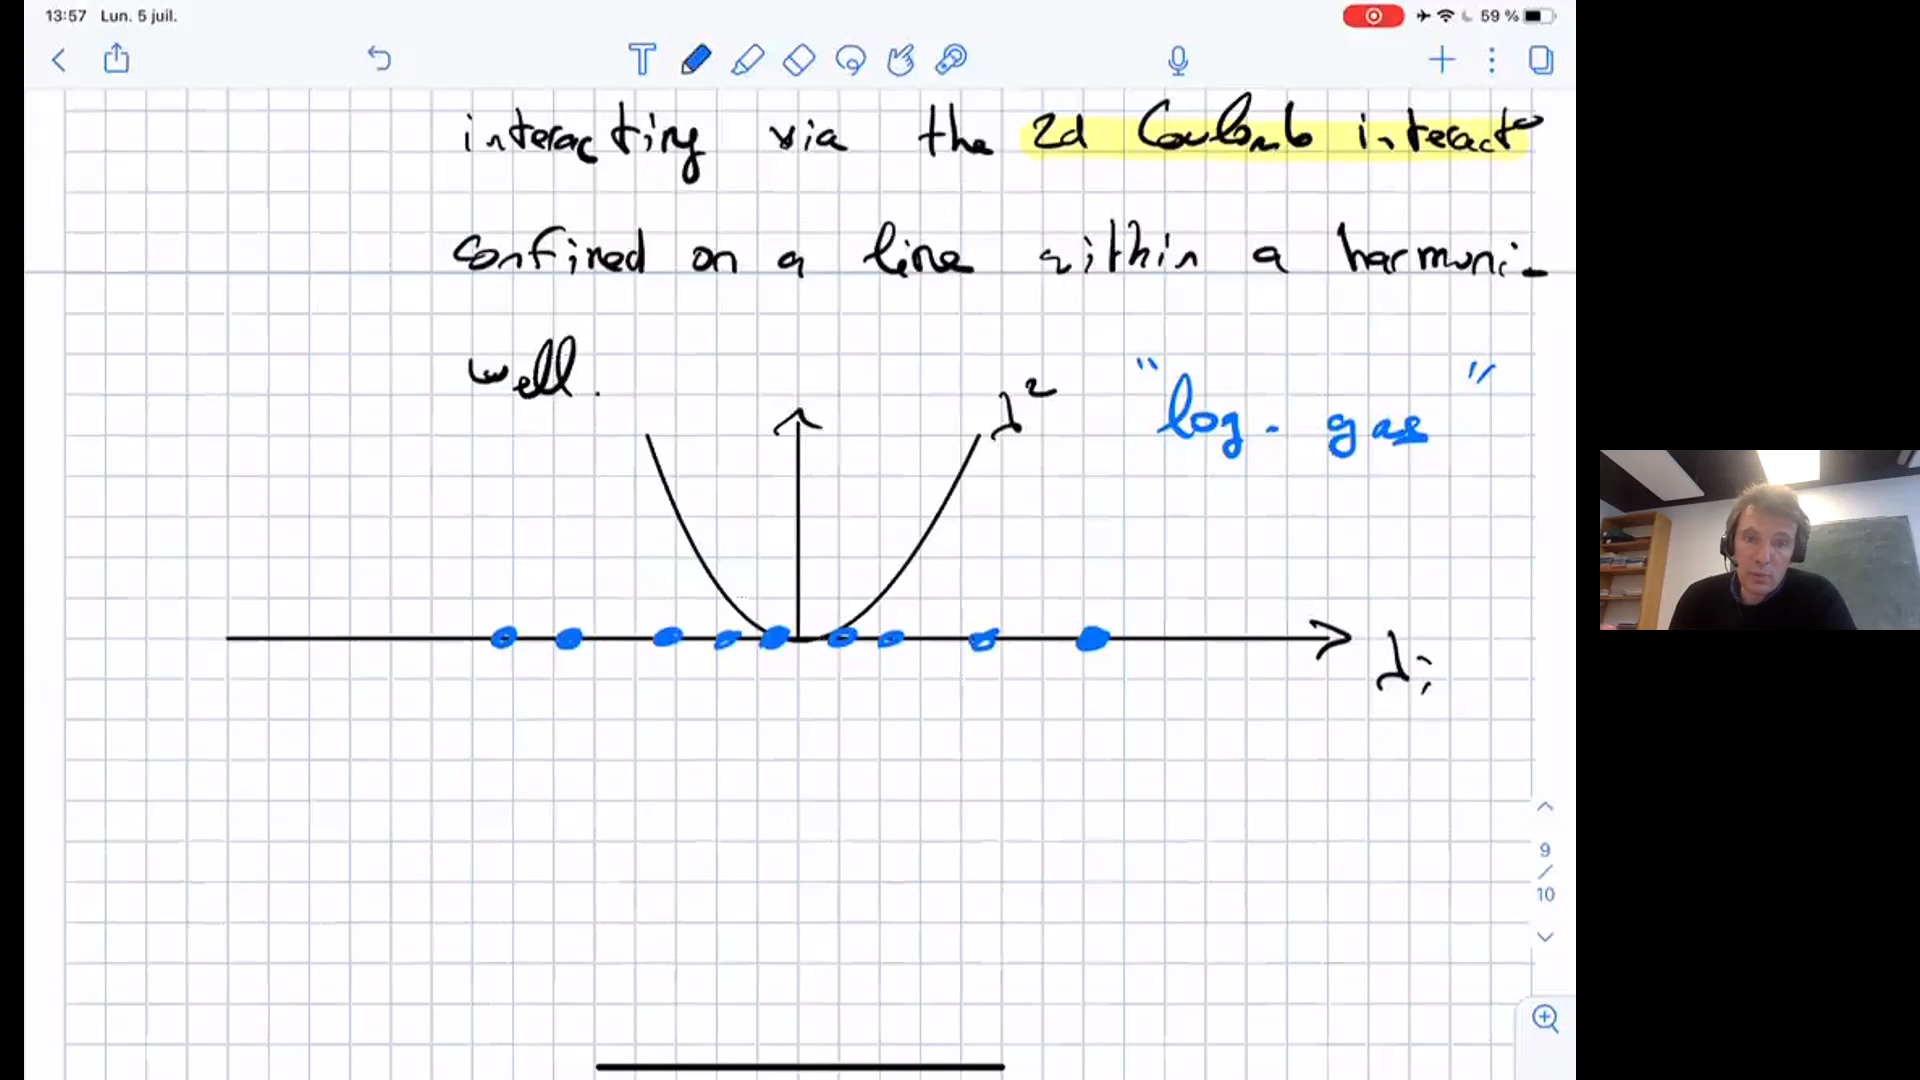 13:57 Lun. 5 juil. 59 %
interacting via the 2d Coulomb interact°
confined on a line within a harmonic
well.
λ²
"log-gas"
λi
9
/
10